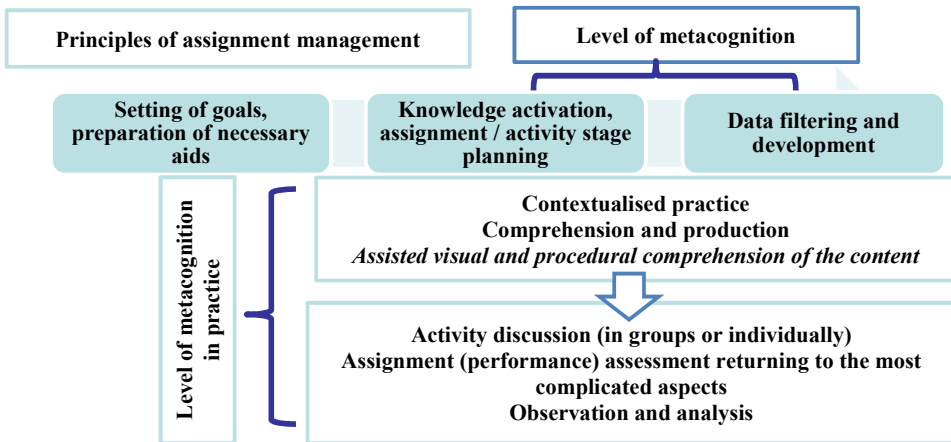 Principles of assignment management
Level of metacognition
Setting of goals,
preparation of necessary
aids
Knowledge activation,
assignment / activity stage
planning
Data filtering and
development
Level of metacognition
in practice
Contextualised practice
Comprehension and production
Assisted visual and procedural comprehension of the content
Activity discussion (in groups or individually)
Assignment (performance) assessment returning to the most
complicated aspects
Observation and analysis